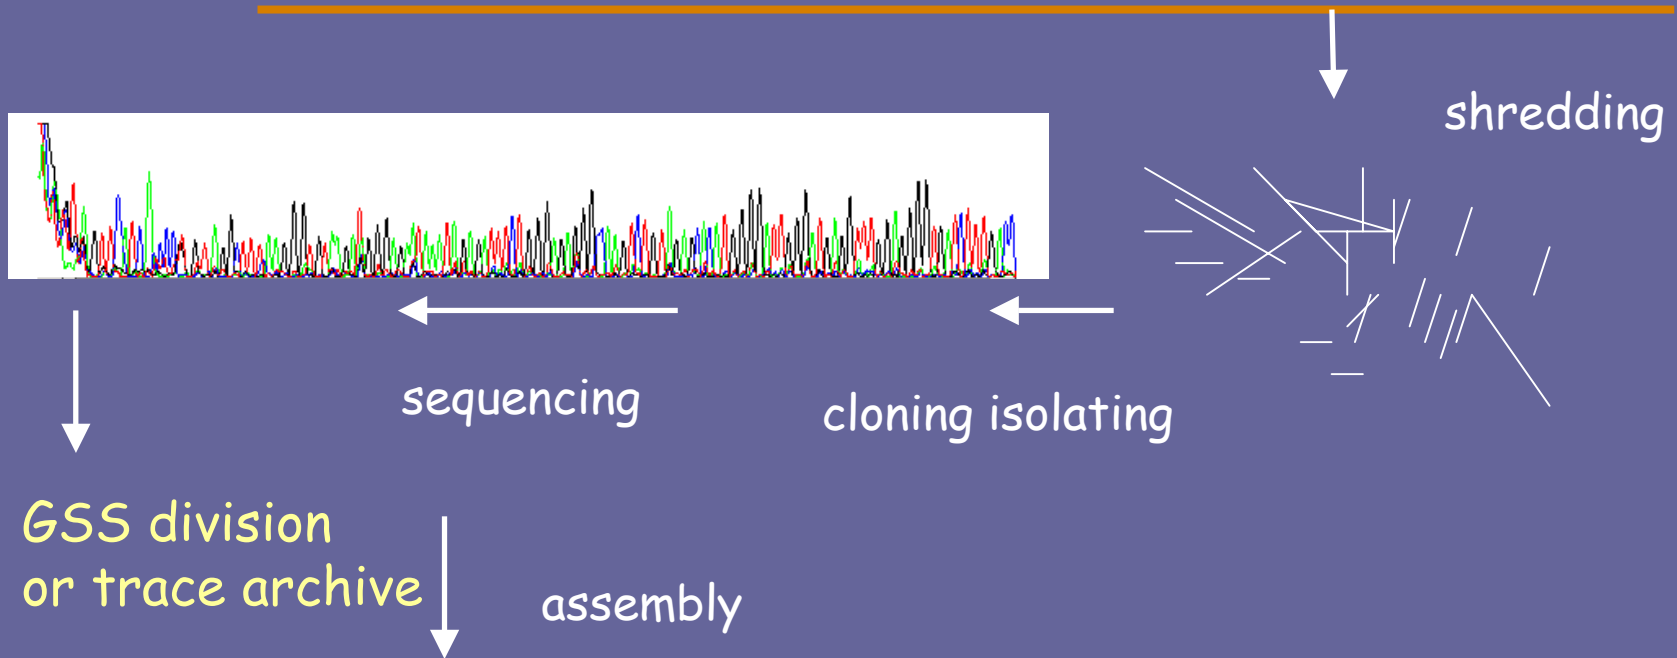 shredding
sequencing
cloning isolating
GSS division
or trace archive
assembly